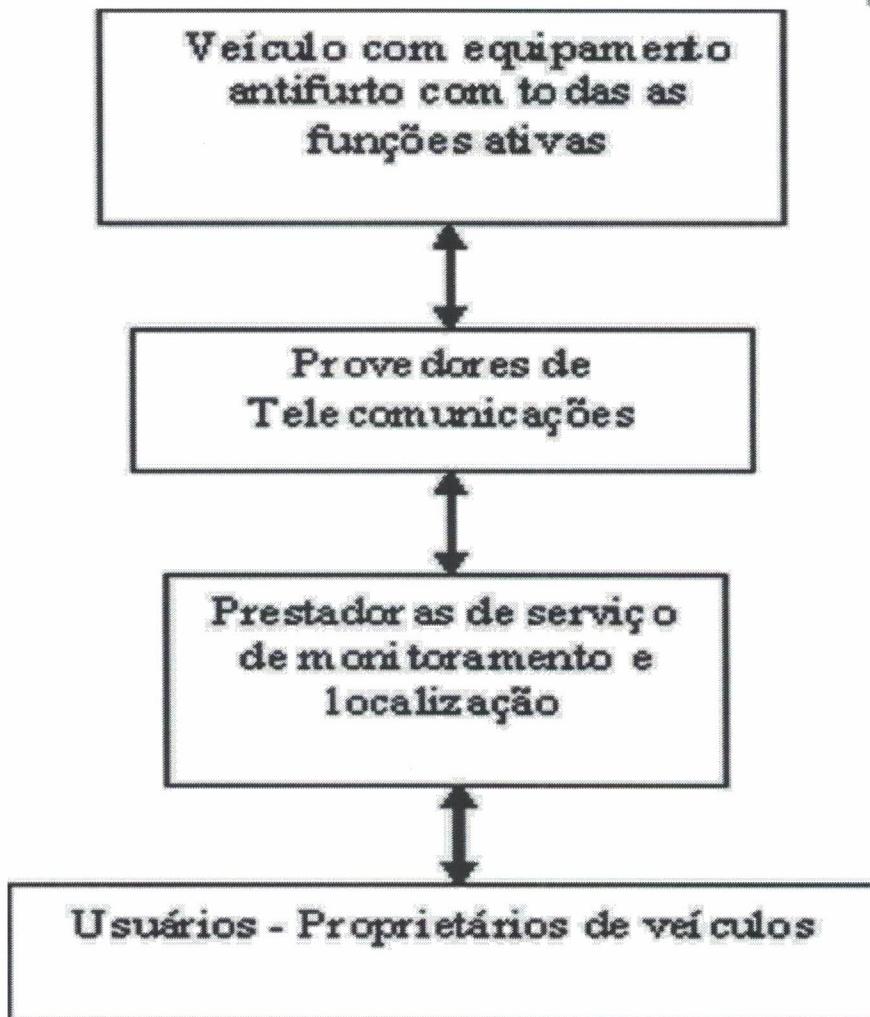 Veículo com equipamento
antifurto com todas as
funções ativas
Provedores de
Telecomunicações
Prestadoras de serviço
de monitoramento e
localização
Usuários - Proprietários de veículos